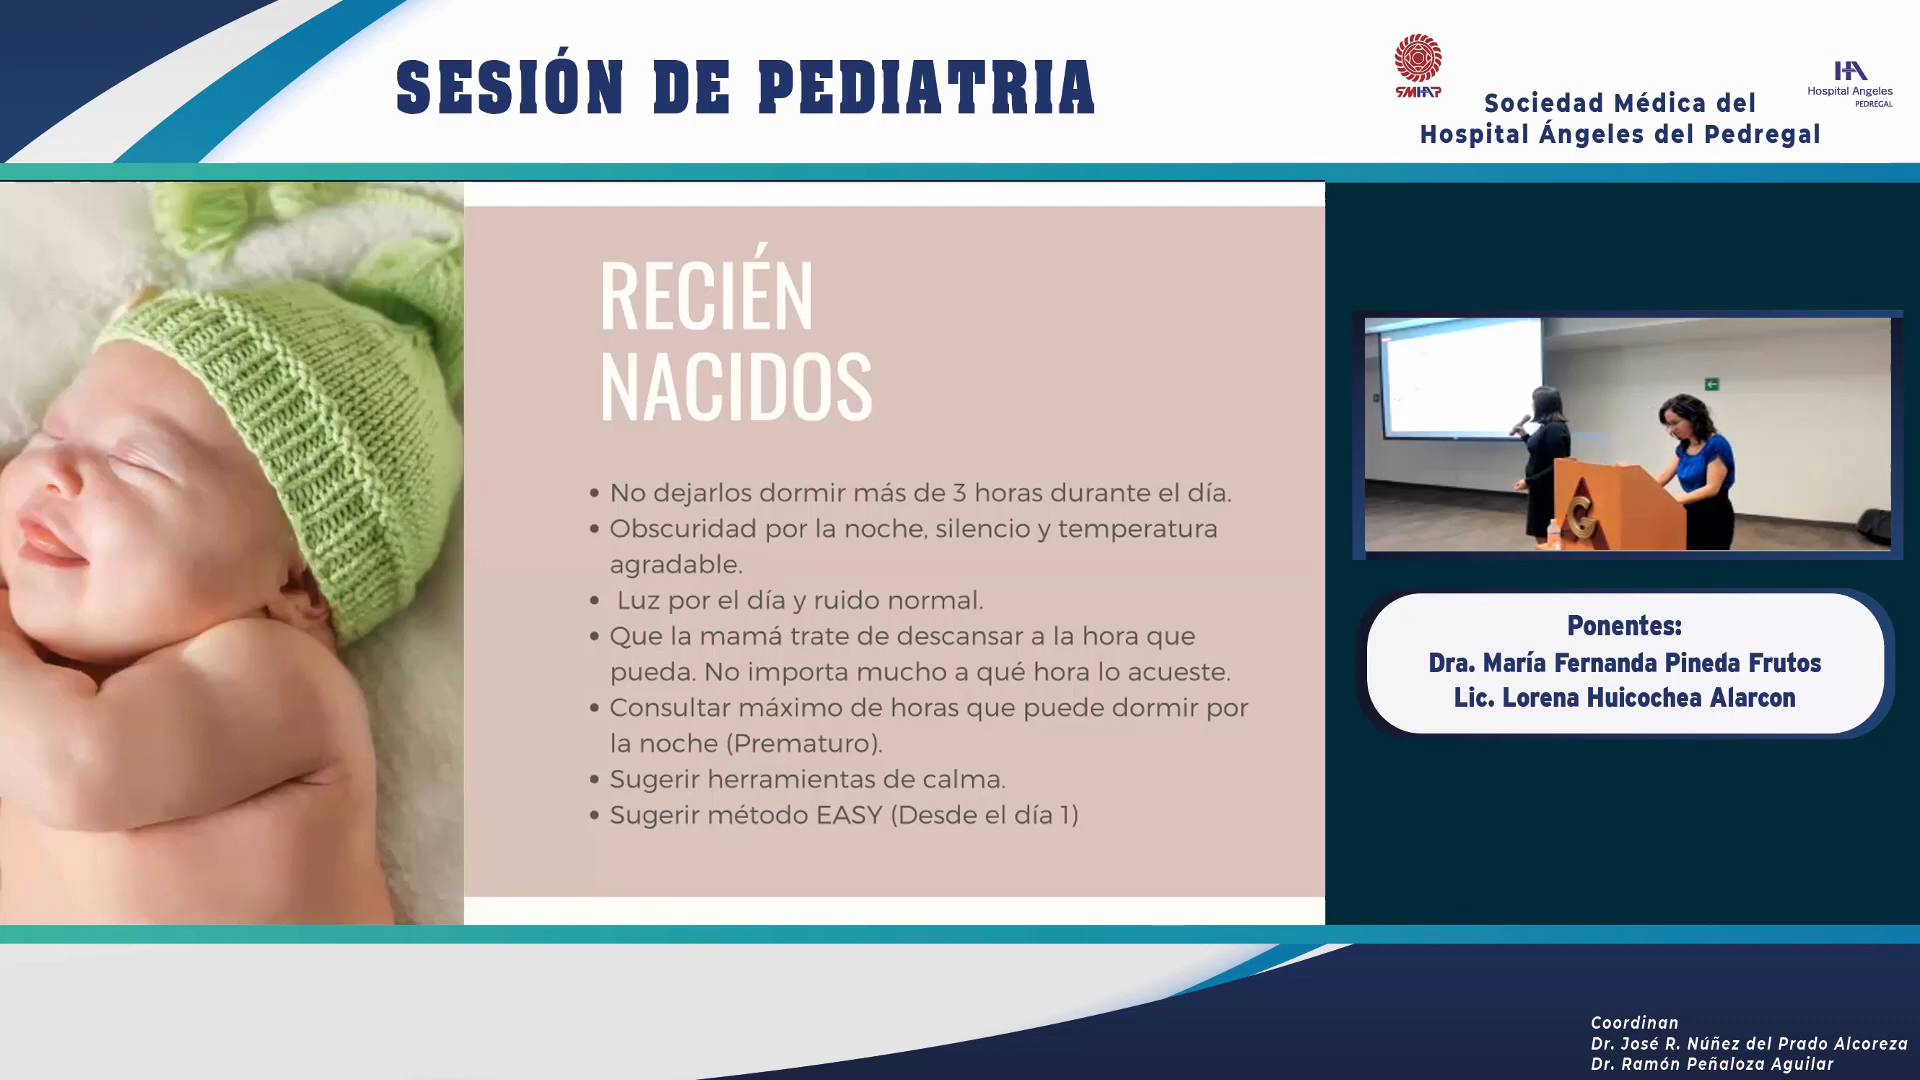 SESIÓN DE PEDIATRIA
SMHAP
Sociedad Médica del
Hospital Ángeles del Pedregal
HA
Hospital Angeles
PEDREGAL
RECIÉN
NACIDOS
• No dejarlos dormir más de 3 horas durante el día.
• Obscuridad por la noche, silencio y temperatura
agradable.
• Luz por el día y ruido normal.
• Que la mamá trate de descansar a la hora que
pueda. No importa mucho a qué hora lo acueste.
• Consultar máximo de horas que puede dormir por
la noche (Prematuro).
• Sugerir herramientas de calma.
• Sugerir método EASY (Desde el día 1)
Ponentes:
Dra. María Fernanda Pineda Frutos
Lic. Lorena Huicochea Alarcon
Coordinan
Dr. José R. Núñez del Prado Alcoreza
Dr. Ramón Peñaloza Aguilar